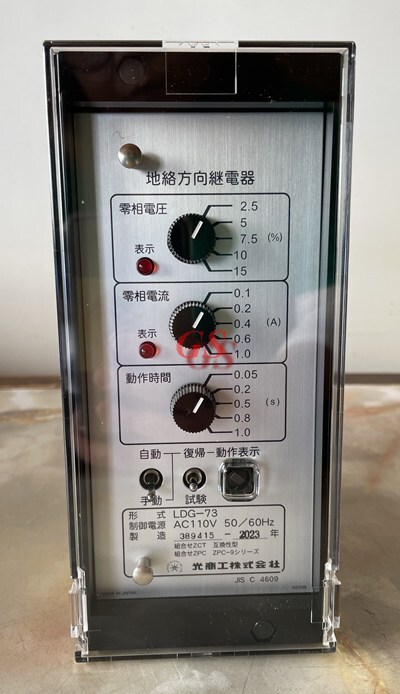 地絡方向継電器
零相電圧
表示
2.5
5
7.5
10
15
(%)
零相電流
表示
0.1
0.2
0.4
0.6
1.0
(A)
GS
動作時間
0.05
0.2
0.5
0.8
1.0
(s)
自動
手動
復帰-動作表示
試験
形式 LDG-73
制御電源 AC110V 50/60Hz
製造 389415-2023年
組合せZCT 互換性型
組合せZPC ZPC-9シリーズ
光商工株式会社
JIS C 4609